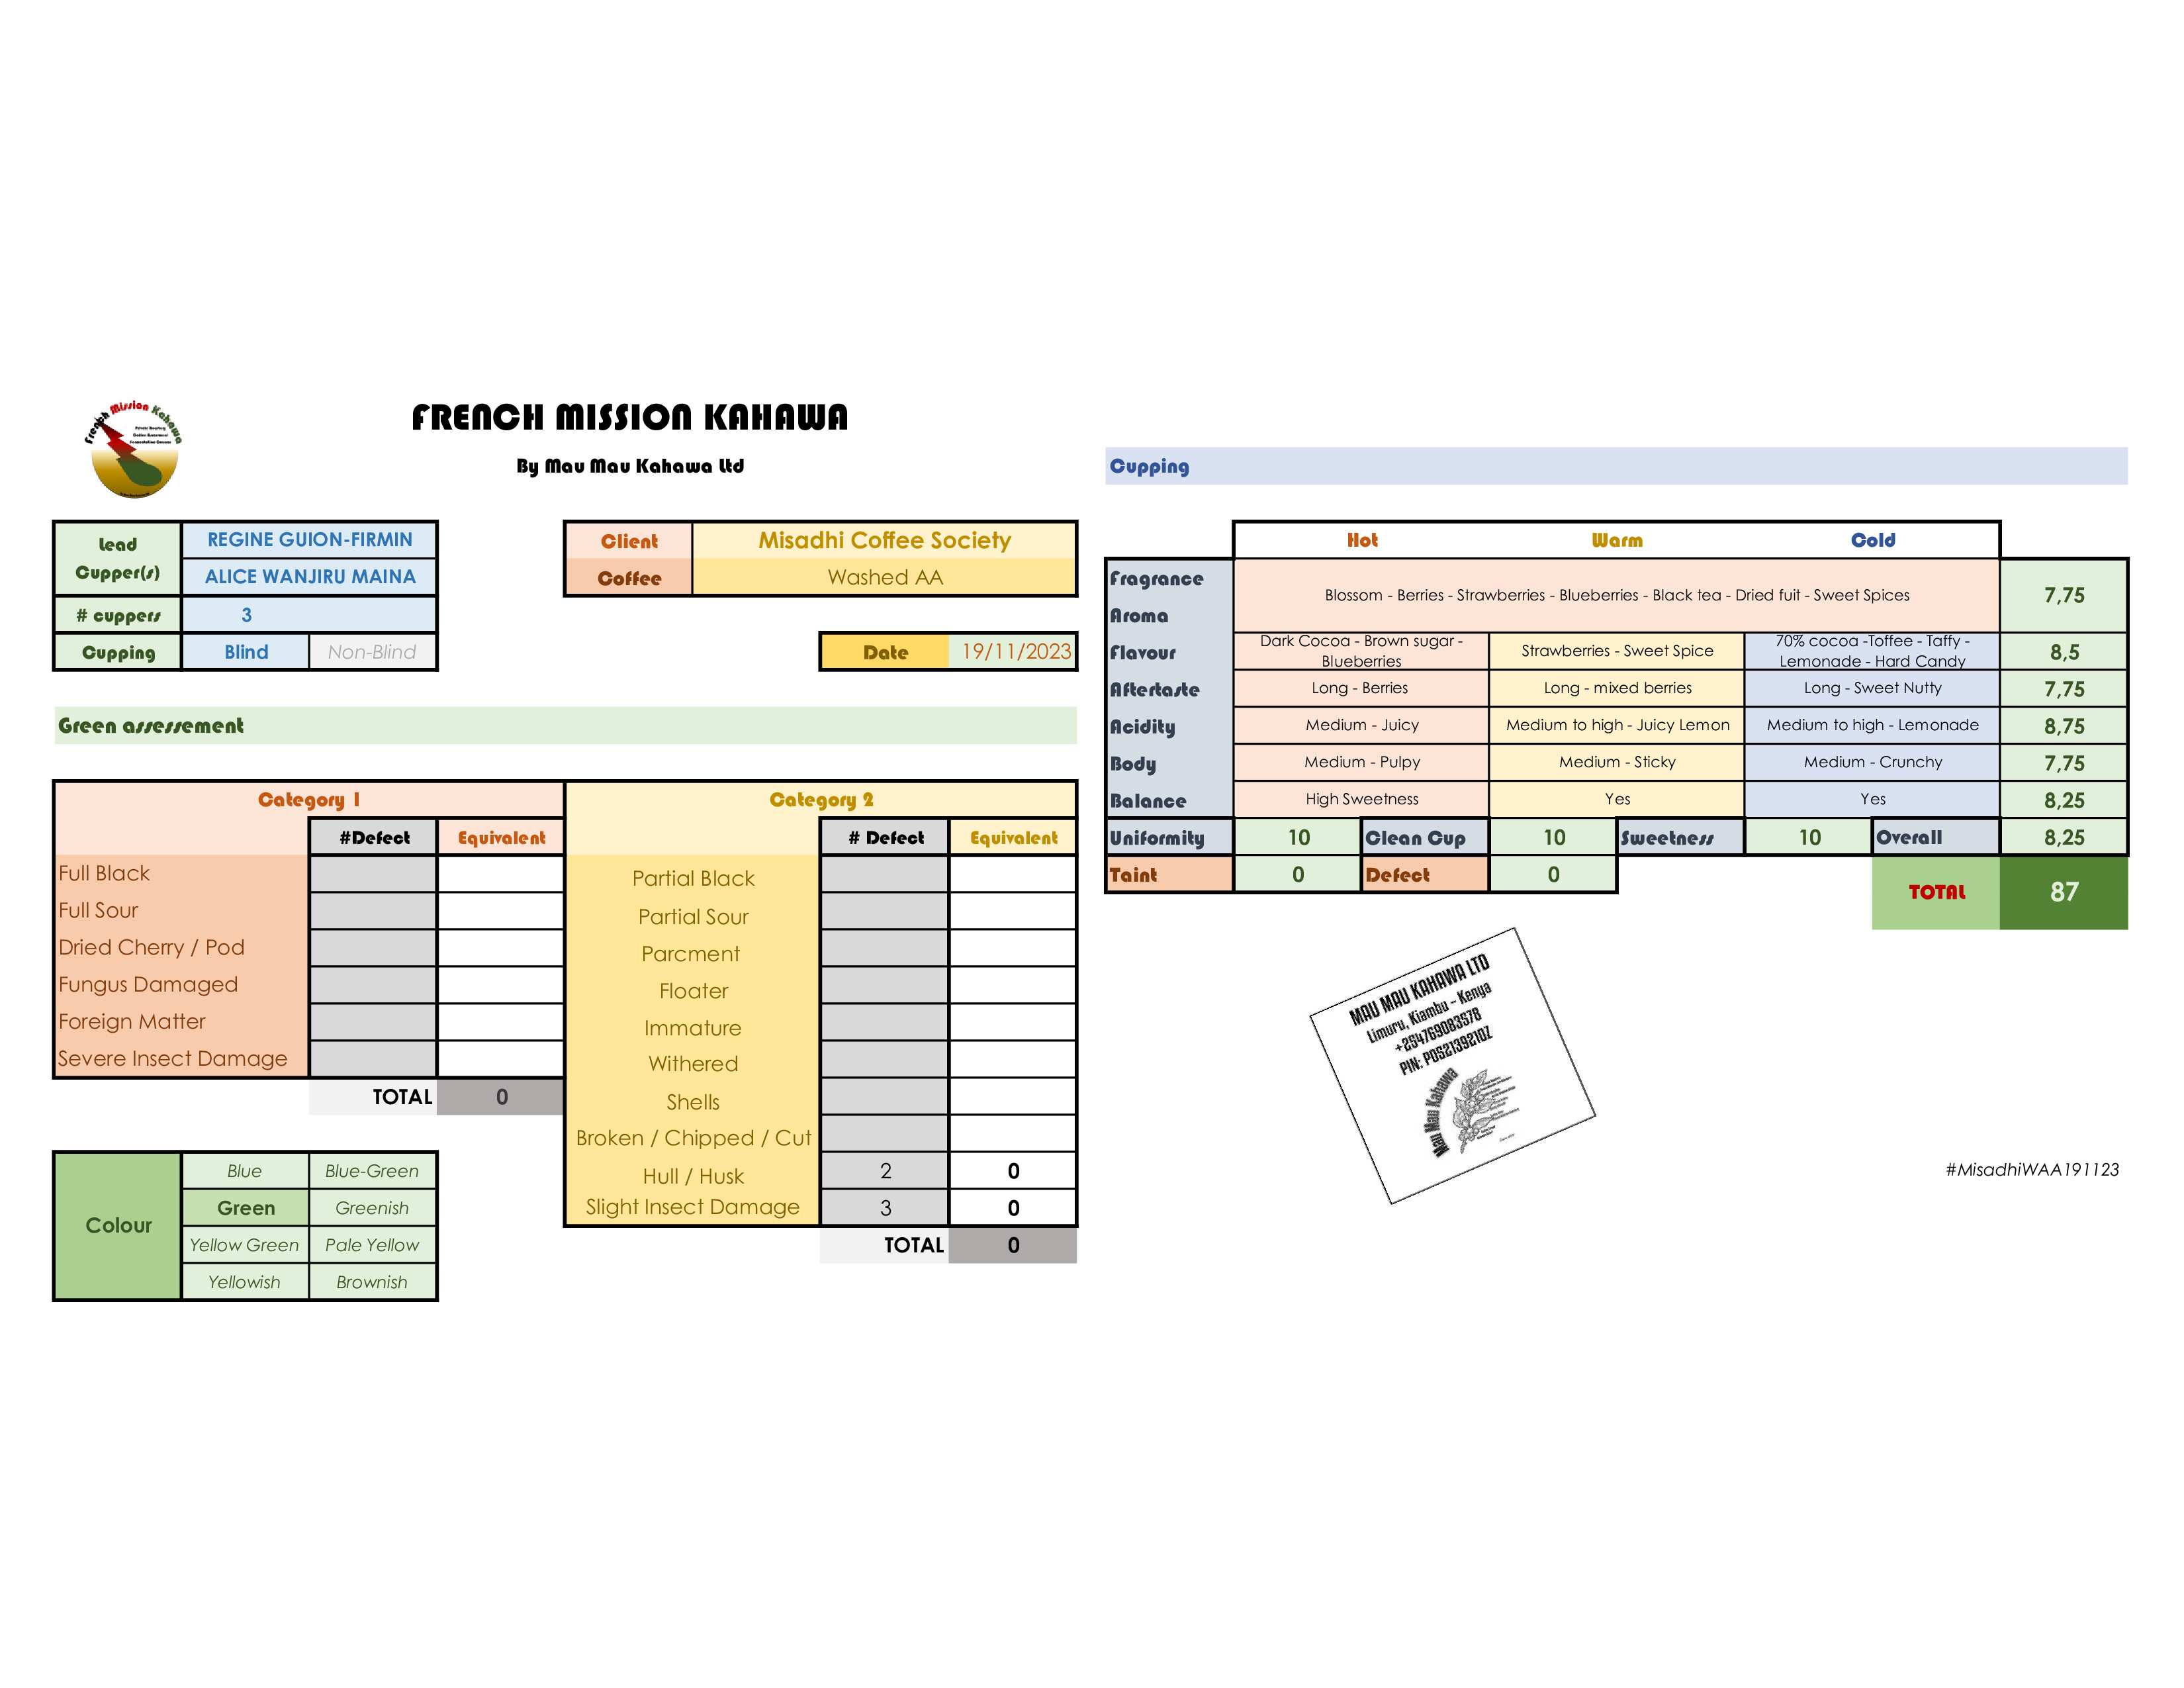 French Mission Kahawa
FRENCH MISSION KAHAWA
By Mau Mau Kahawa Ltd
Lead Cupper(s)
REGINE GUION-FIRMIN
ALICE WANJIRU MAINA
# cuppers 3
Cupping Blind Non-Blind
Client Misadhi Coffee Society
Coffee Washed AA
Date 19/11/2023
Green assessement
Category 1
#Defect Equivalent
Full Black
Full Sour
Dried Cherry / Pod
Fungus Damaged
Foreign Matter
Severe Insect Damage
TOTAL 0
Category 2
# Defect Equivalent
Partial Black
Partial Sour
Parcment
Floater
Immature
Withered
Shells
Broken / Chipped / Cut
Hull / Husk 2 0
Slight Insect Damage 3 0
TOTAL 0
Colour
Blue Blue-Green
Green Greenish
Yellow Green Pale Yellow
Yellowish Brownish
Cupping
Hot Warm Cold
Fragrance
Aroma
Blossom - Berries - Strawberries - Blueberries - Black tea - Dried fuit - Sweet Spices 7,75
Flavour
Dark Cocoa - Brown sugar -
Blueberries
Strawberries - Sweet Spice
70% cocoa -Toffee - Taffy -
Lemonade - Hard Candy
8,5
Aftertaste Long - Berries Long - mixed berries Long - Sweet Nutty 7,75
Acidity Medium - Juicy Medium to high - Juicy Lemon Medium to high - Lemonade 8,75
Body Medium - Pulpy Medium - Sticky Medium - Crunchy 7,75
Balance High Sweetness Yes Yes 8,25
Uniformity 10 Clean Cup 10 Sweetness 10 Overall 8,25
Taint 0 Defect 0
TOTAL 87
MAU MAU KAHAWA LTD
Limuru, Kiambu – Kenya
+254769083578
PIN: P052139210Z
Mau Mau Kahawa
#MisadhiWAA191123